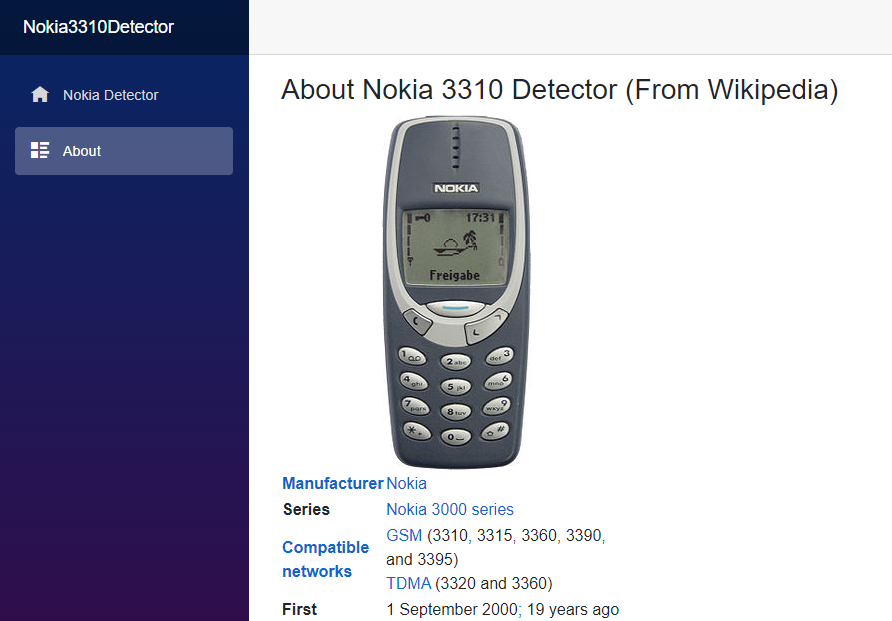 Nokia3310Detector
Nokia Detector
About
About Nokia 3310 Detector (From Wikipedia)
NOKIA
17:31
Freigabe
1
2 abc
def 3
4 ghi
5 jkl
mno 6
7 pqrs
8 tuv
wxyz 9
* +
0
#
Manufacturer Nokia
Series Nokia 3000 series
Compatible networks
GSM (3310, 3315, 3360, 3390,
and 3395)
TDMA (3320 and 3360)
First 1 September 2000; 19 years ago